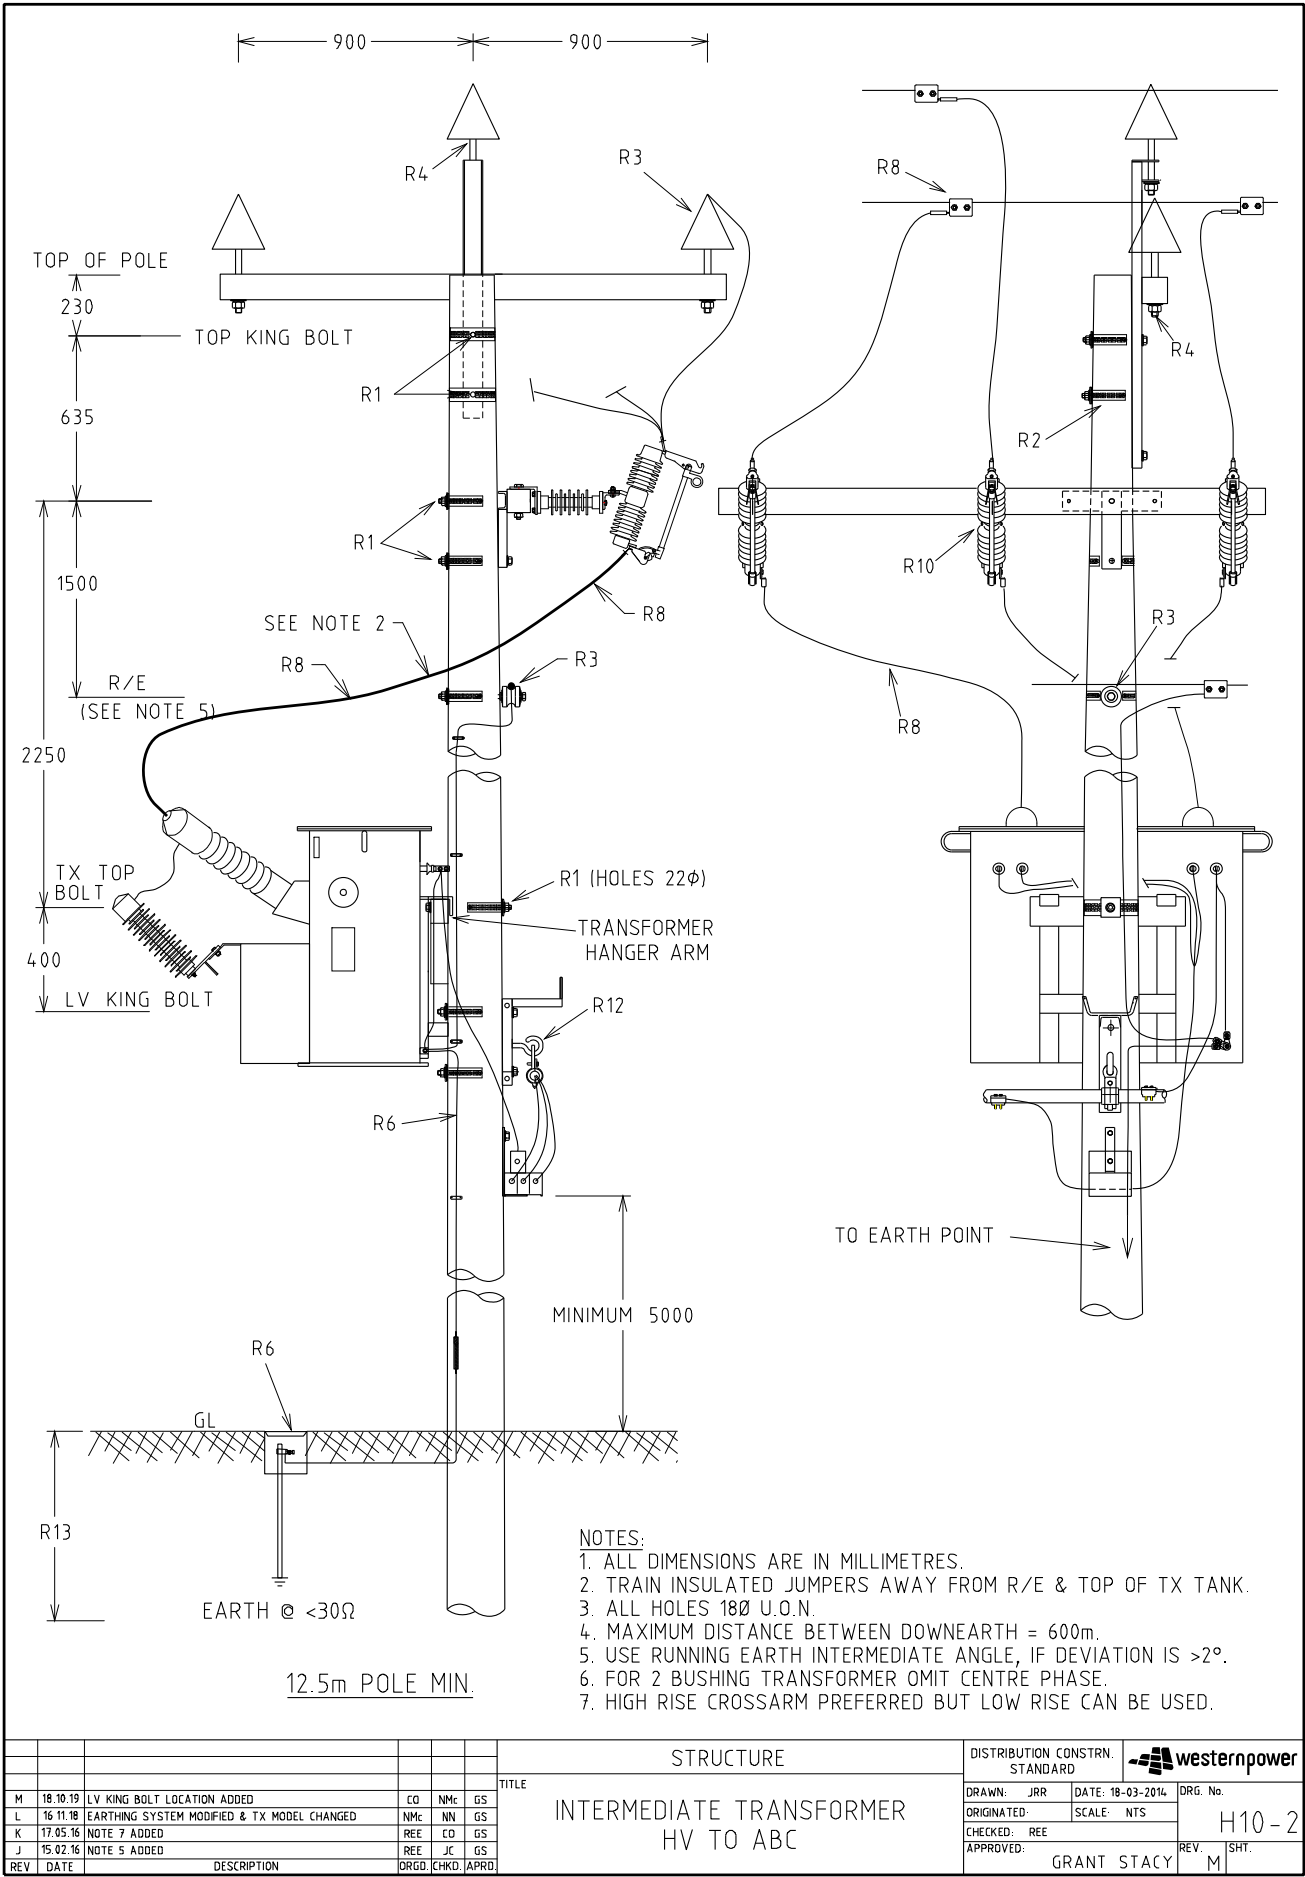 900
900
R4
R3
R8
TOP OF POLE
230
TOP KING BOLT
R4
R1
635
R2
R1
R10
1500
SEE NOTE 2
R8
R3
R8
R3
R/E
(SEE NOTE 5)
R8
2250
TX TOP
BOLT
R1 (HOLES 22ø)
TRANSFORMER
HANGER ARM
400
LV KING BOLT
R12
R6
TO EARTH POINT
MINIMUM 5000
R6
GL
R13
EARTH @ <30Ω
12.5m POLE MIN.
NOTES:
1. ALL DIMENSIONS ARE IN MILLIMETRES.
2. TRAIN INSULATED JUMPERS AWAY FROM R/E & TOP OF TX TANK.
3. ALL HOLES 18Ø U.O.N.
4. MAXIMUM DISTANCE BETWEEN DOWNEARTH = 600m.
5. USE RUNNING EARTH INTERMEDIATE ANGLE, IF DEVIATION IS >2°.
6. FOR 2 BUSHING TRANSFORMER OMIT CENTRE PHASE.
7. HIGH RISE CROSSARM PREFERRED BUT LOW RISE CAN BE USED.
M 18.10.19 LV KING BOLT LOCATION ADDED CO NMc GS
L 16 11.18 EARTHING SYSTEM MODIFIED & TX MODEL CHANGED NMc NN GS
K 17.05.16 NOTE 7 ADDED REE CO GS
J 15.02.16 NOTE 5 ADDED REE JC GS
REV DATE DESCRIPTION ORGD. CHKD. APRD.
STRUCTURE
TITLE
INTERMEDIATE TRANSFORMER
HV TO ABC
DISTRIBUTION CONSTRN.
STANDARD
westernpower
DRAWN: JRR DATE: 18-03-2014 DRG. No.
ORIGINATED: SCALE: NTS
H10-2
CHECKED: REE
APPROVED:
GRANT STACY
REV. M SHT.